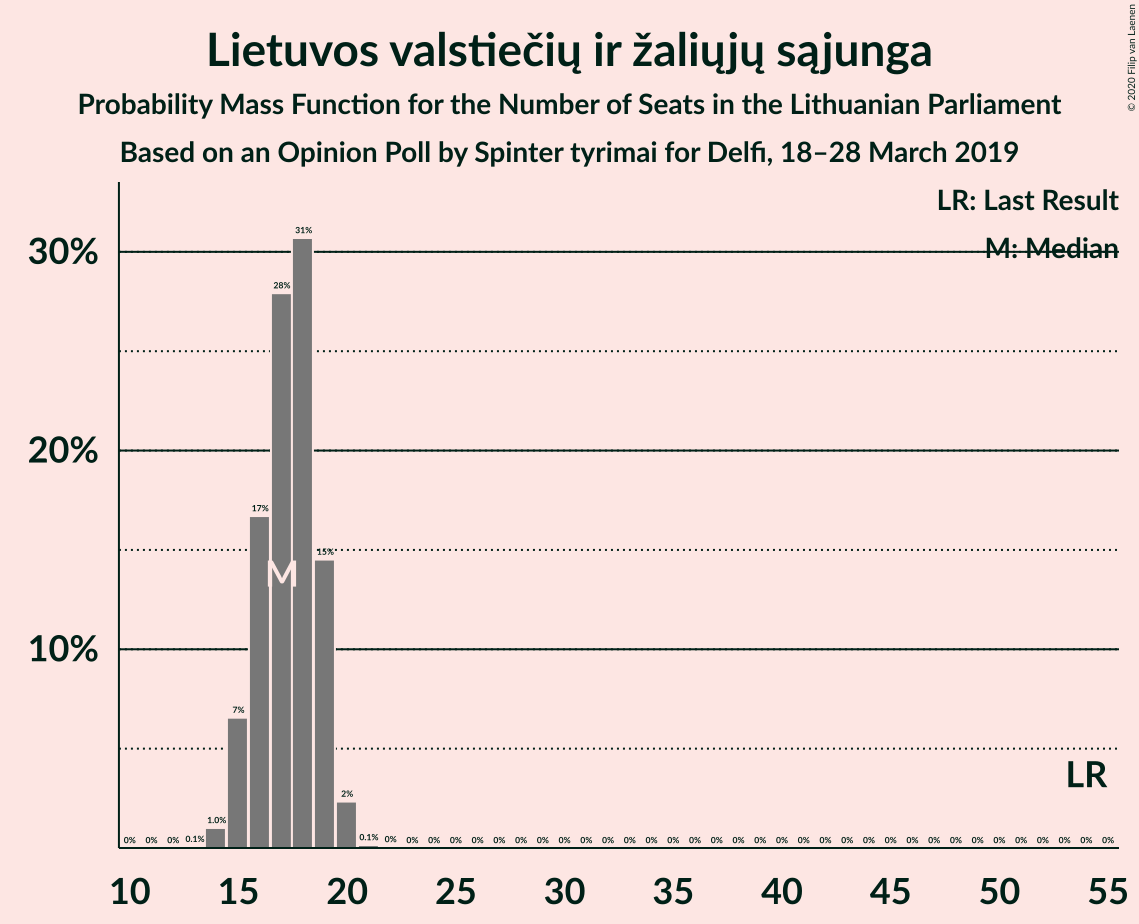 Lietuvos valstiečių ir žaliųjų sąjunga
Probability Mass Function for the Number of Seats in the Lithuanian Parliament
Based on an Opinion Poll by Spinter tyrimai for Delfi, 18–28 March 2019
© 2020 Filip van Laenen
LR: Last Result
M: Median
30%
20%
10%
0% 0% 0% 0.1% 1.0% 7% 17% 28% 31% 15% 2% 0.1% 0% 0% 0% 0% 0% 0% 0% 0% 0% 0% 0% 0% 0% 0% 0% 0% 0% 0% 0% 0% 0% 0% 0% 0% 0% 0% 0% 0% 0% 0% 0% 0% 0% 0%
M
LR
10 15 20 25 30 35 40 45 50 55